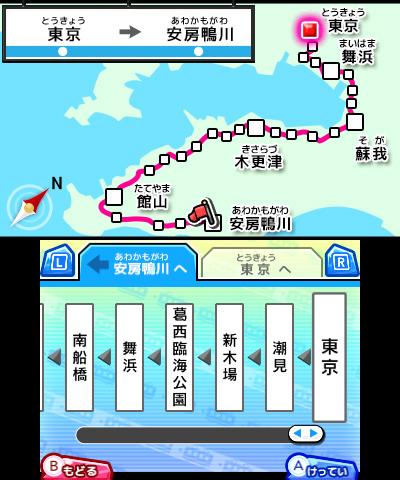 とうきょう
東京
あわかもがわ
安房鴨川
とうきょう
東京
まいはま
舞浜
そが
蘇我
きさらづ
木更津
たてやま
館山
あわかもがわ
安房鴨川
N
L
あわかもがわ
安房鴨川へ
とうきょう
東京へ
R
南船橋
舞浜
葛西臨海公園
新木場
潮見
東京
B もどる
A けってい